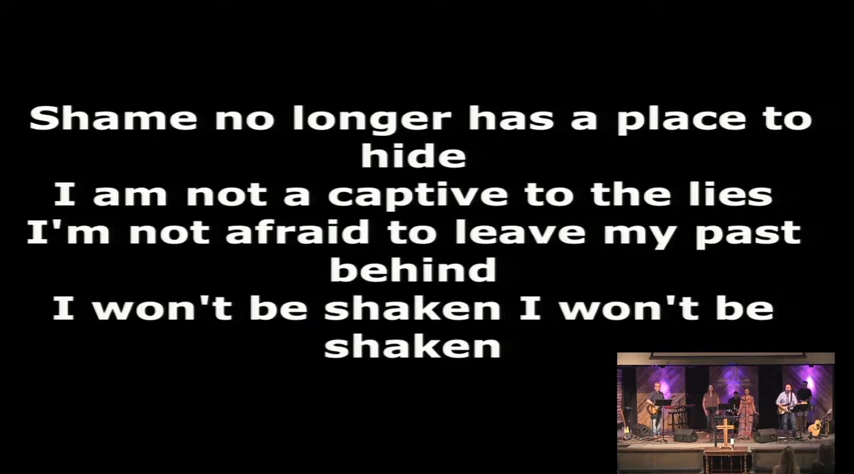 Shame no longer has a place to
hide
I am not a captive to the lies
I'm not afraid to leave my past
behind
I won't be shaken I won't be
shaken